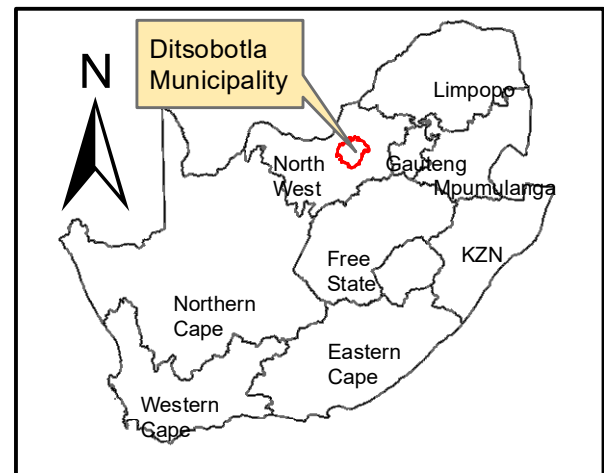 Ditsobotla
Municipality
N
Limpopo
North
West
Gauteng
Mpumulanga
Free
State
KZN
Northern
Cape
Eastern
Cape
Western
Cape